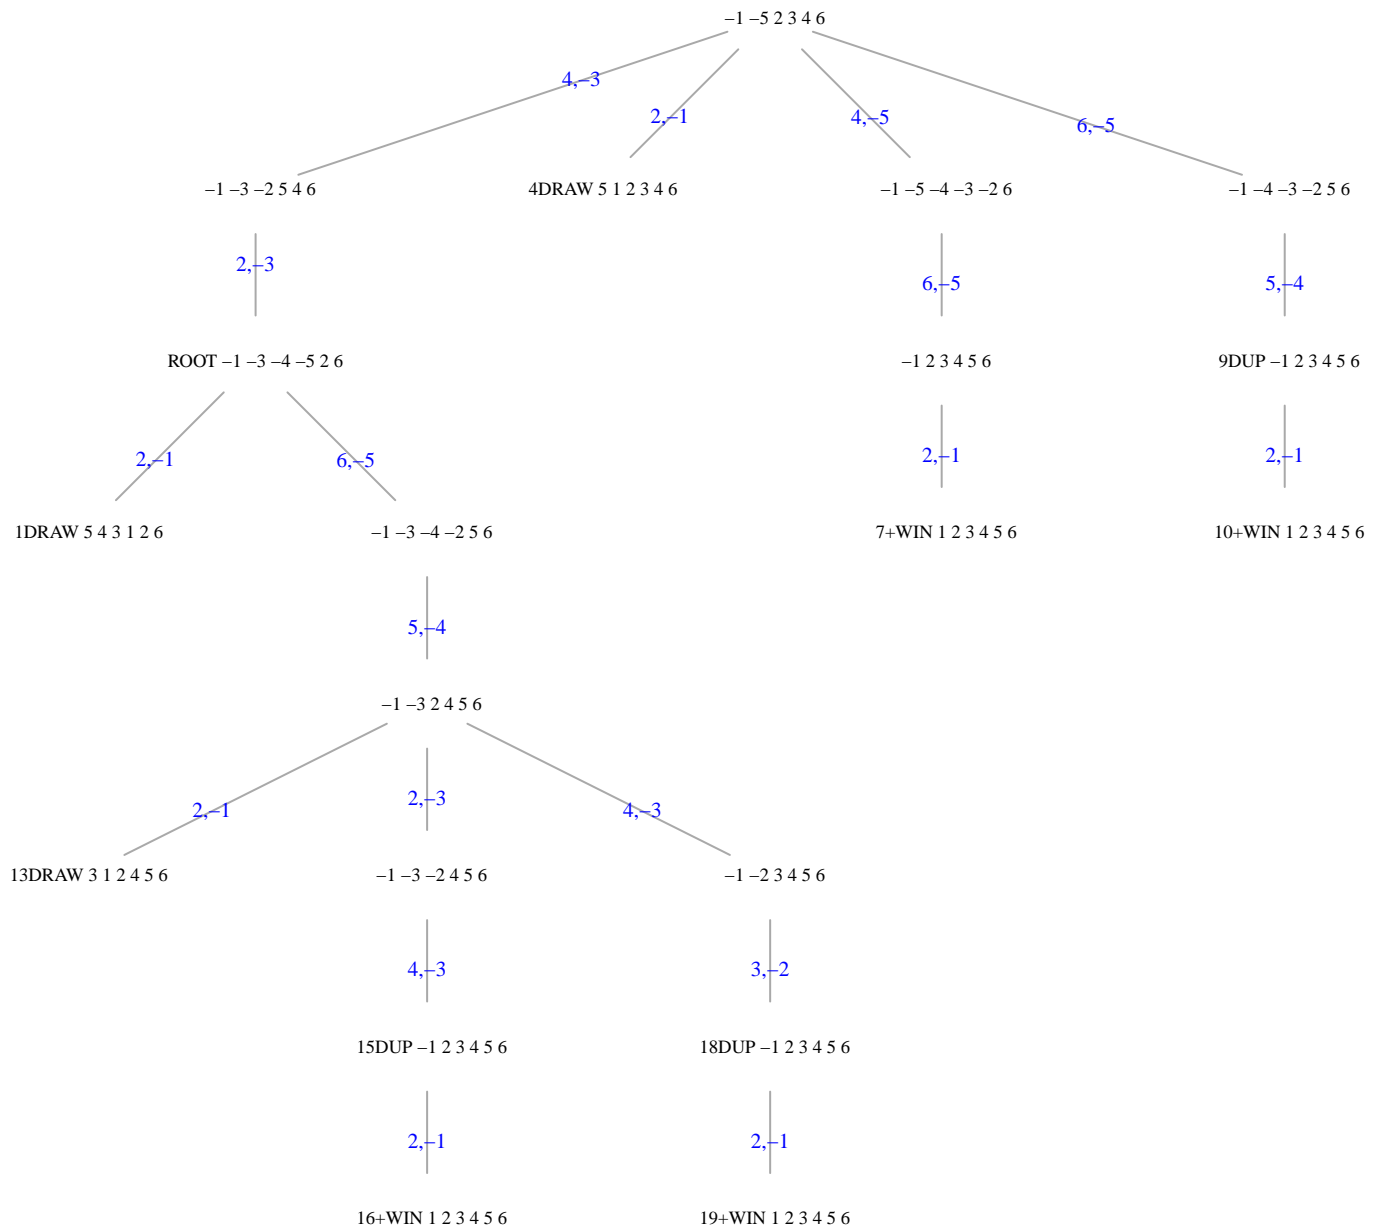 –1 –5 2 3 4 6
4,–3
2,–1
4,–5
6,–5
–1 –3 –2 5 4 6
4DRAW 5 1 2 3 4 6
–1 –5 –4 –3 –2 6
–1 –4 –3 –2 5 6
2,–3
6,–5
5,–4
ROOT –1 –3 –4 –5 2 6
–1 2 3 4 5 6
9DUP –1 2 3 4 5 6
2,–1
6,–5
2,–1
2,–1
1DRAW 5 4 3 1 2 6
–1 –3 –4 –2 5 6
7+WIN 1 2 3 4 5 6
10+WIN 1 2 3 4 5 6
5,–4
–1 –3 2 4 5 6
2,–1
2,–3
4,–3
13DRAW 3 1 2 4 5 6
–1 –3 –2 4 5 6
–1 –2 3 4 5 6
4,–3
3,–2
15DUP –1 2 3 4 5 6
18DUP –1 2 3 4 5 6
2,–1
2,–1
16+WIN 1 2 3 4 5 6
19+WIN 1 2 3 4 5 6